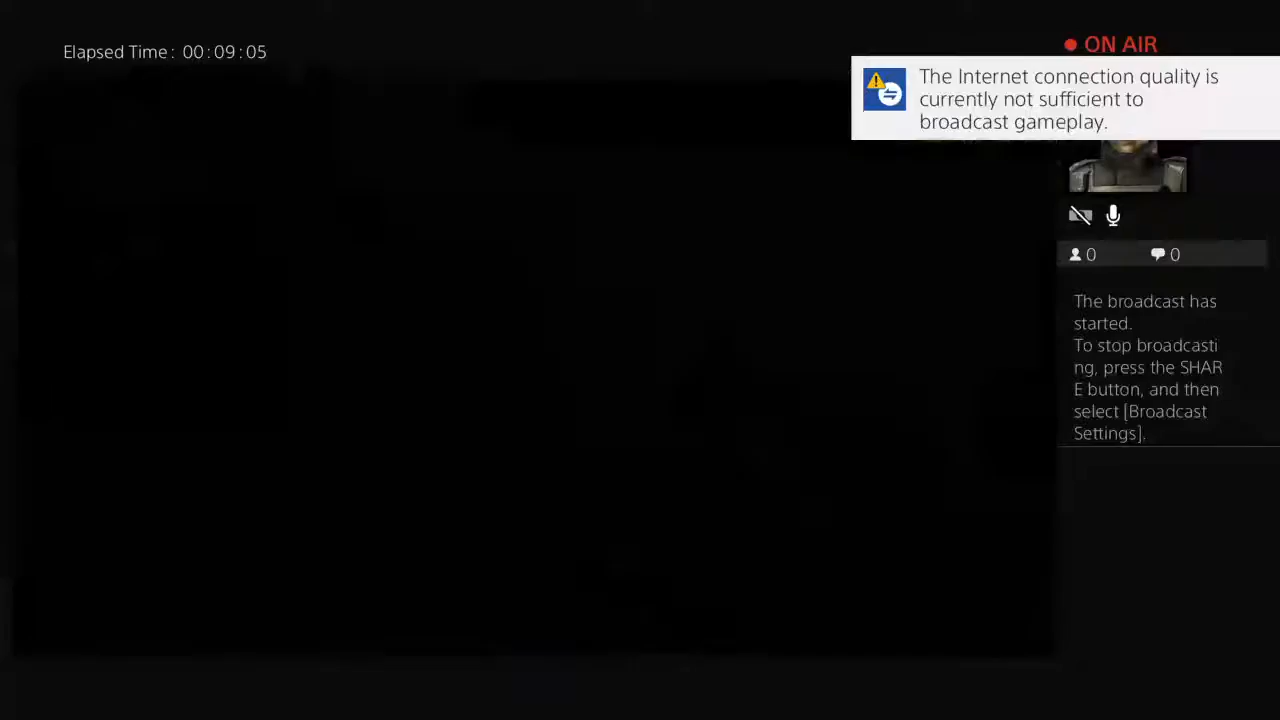 Elapsed Time: 00:09:05
ON AIR
The Internet connection quality is
currently not sufficient to
broadcast gameplay.
0
0
The broadcast has
started.
To stop broadcasti
ng, press the SHAR
E button, and then
select [Broadcast
Settings].